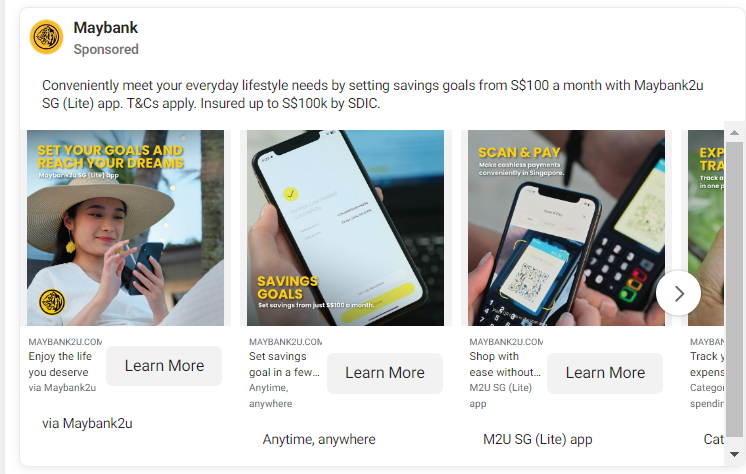 Maybank
Sponsored
Conveniently meet your everyday lifestyle needs by setting savings goals from S$100 a month with Maybank2u
SG (Lite) app. T&Cs apply. Insured up to S$100k by SDIC.
SET YOUR GOALS AND
REACH YOUR DREAMS
Maybank2u SG (Lite) app
SAVINGS
GOALS
Set savings from just S$100 a month.
SCAN & PAY
Make cashless payments
conveniently in Singapore.
EXP
TRA
Track a
in one p
MAYBANK2U.COM
Enjoy the life
you deserve
via Maybank2u
Learn More
via Maybank2u
MAYBANK2U.COM
Set savings
goal in a few...
Anytime,
anywhere
Learn More
Anytime, anywhere
MAYBANK2U.COM
Shop with
ease without...
M2U SG (Lite)
app
Learn More
M2U SG (Lite) app
MAYBAN
Track y
expens
Categor
spendin
Cat